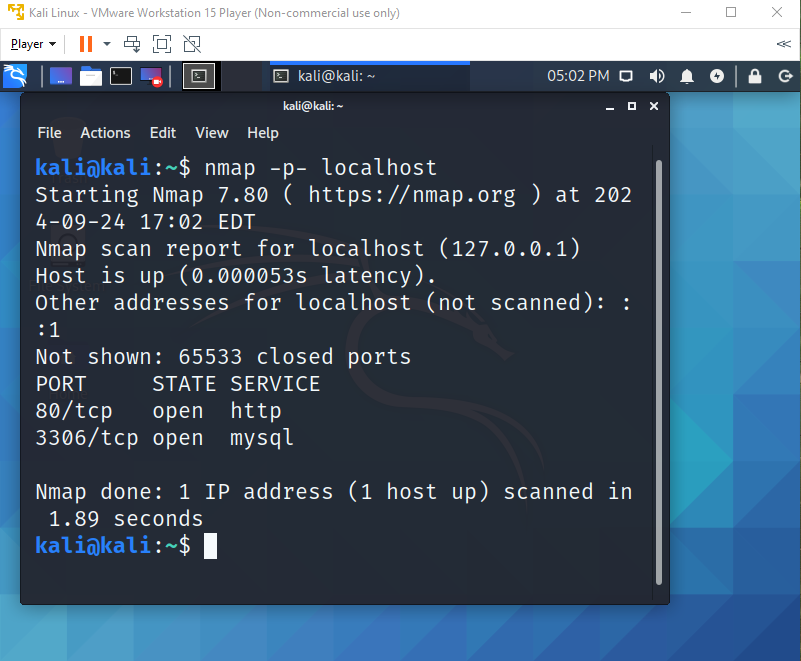 Kali Linux - VMware Workstation 15 Player (Non-commercial use only)
Player
kali@kali: ~
05:02 PM
kali@kali: ~
File Actions Edit View Help
kali@kali:~$ nmap -p- localhost
Starting Nmap 7.80 ( https://nmap.org ) at 202
4-09-24 17:02 EDT
Nmap scan report for localhost (127.0.0.1)
Host is up (0.000053s latency).
Other addresses for localhost (not scanned): :
:1
Not shown: 65533 closed ports
PORT     STATE SERVICE
80/tcp   open  http
3306/tcp open  mysql
Nmap done: 1 IP address (1 host up) scanned in
 1.89 seconds
kali@kali:~$